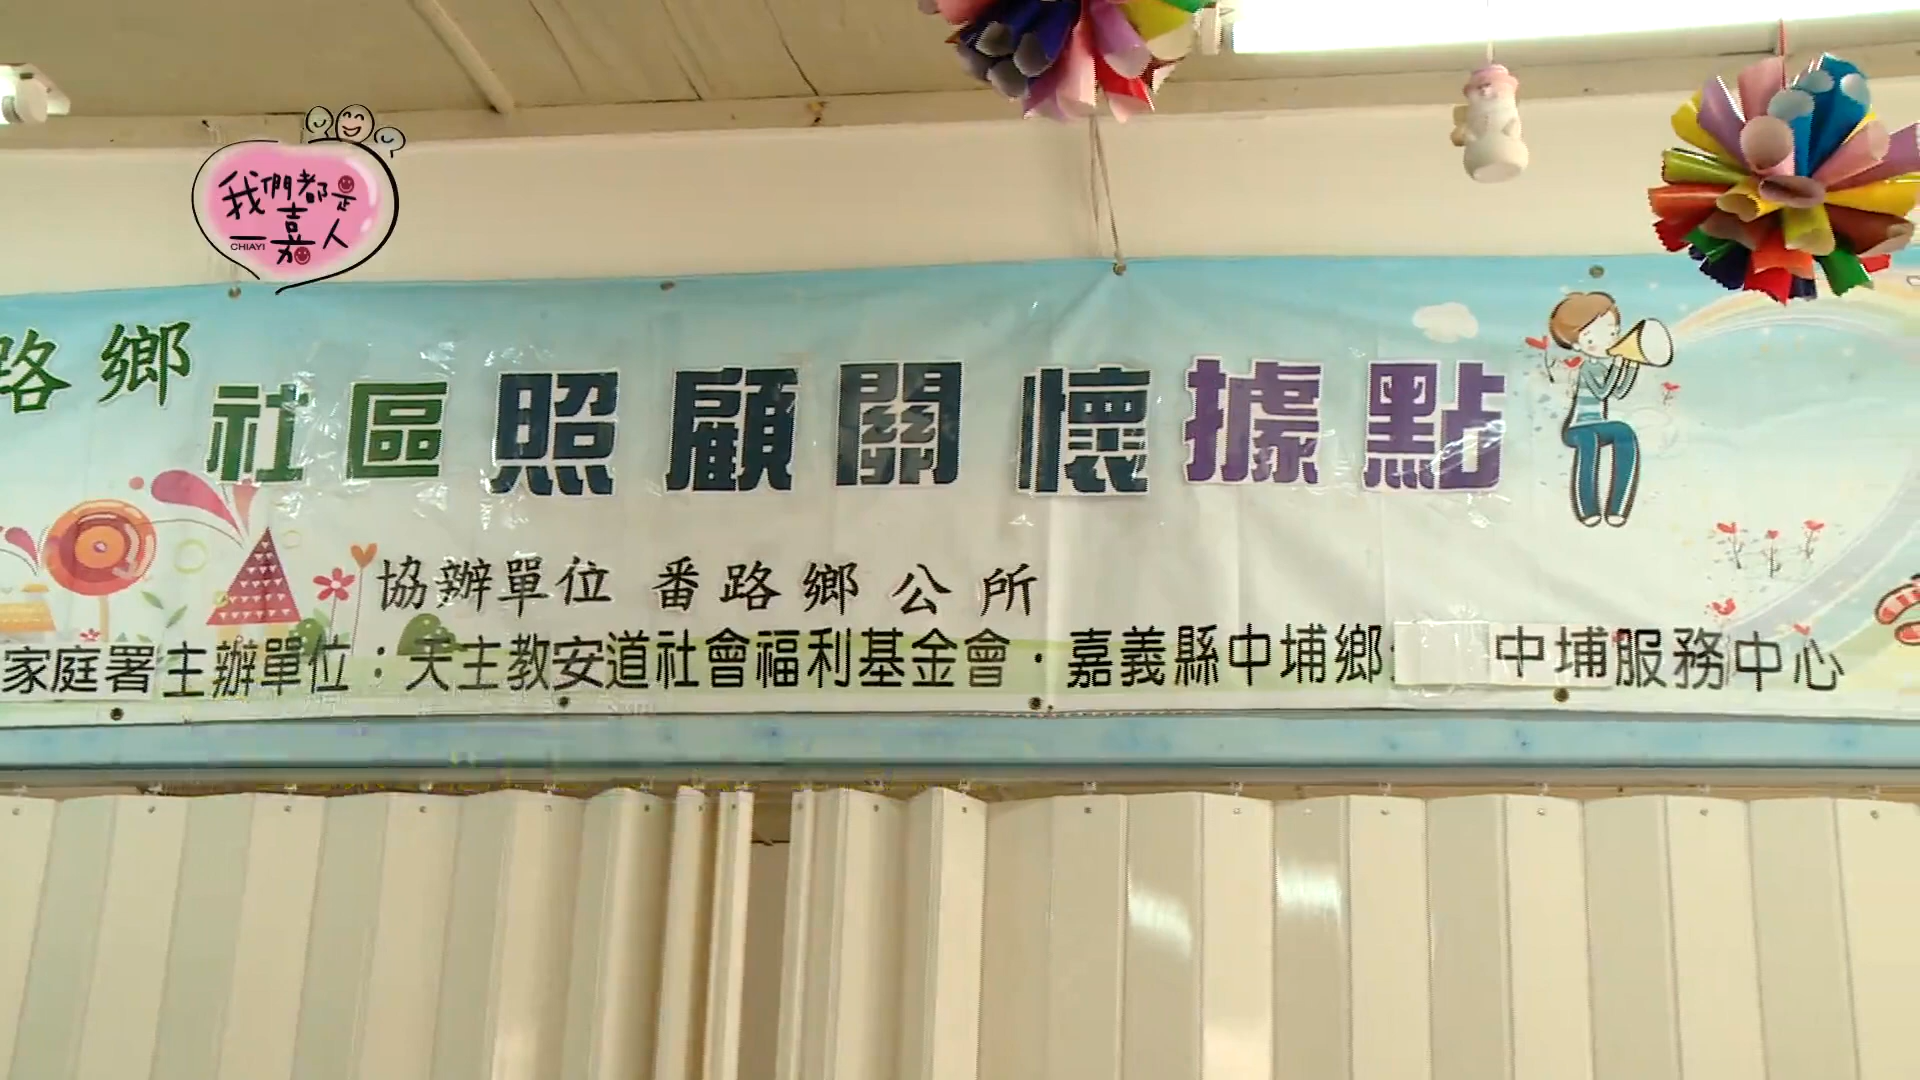 我們都是
一嘉人
CHIAYI
路鄉
社區照顧關懷據點
協辦單位 番路鄉公所
家庭署主辦單位：天主教安道社會福利基金會・嘉義縣中埔鄉 中埔服務中心